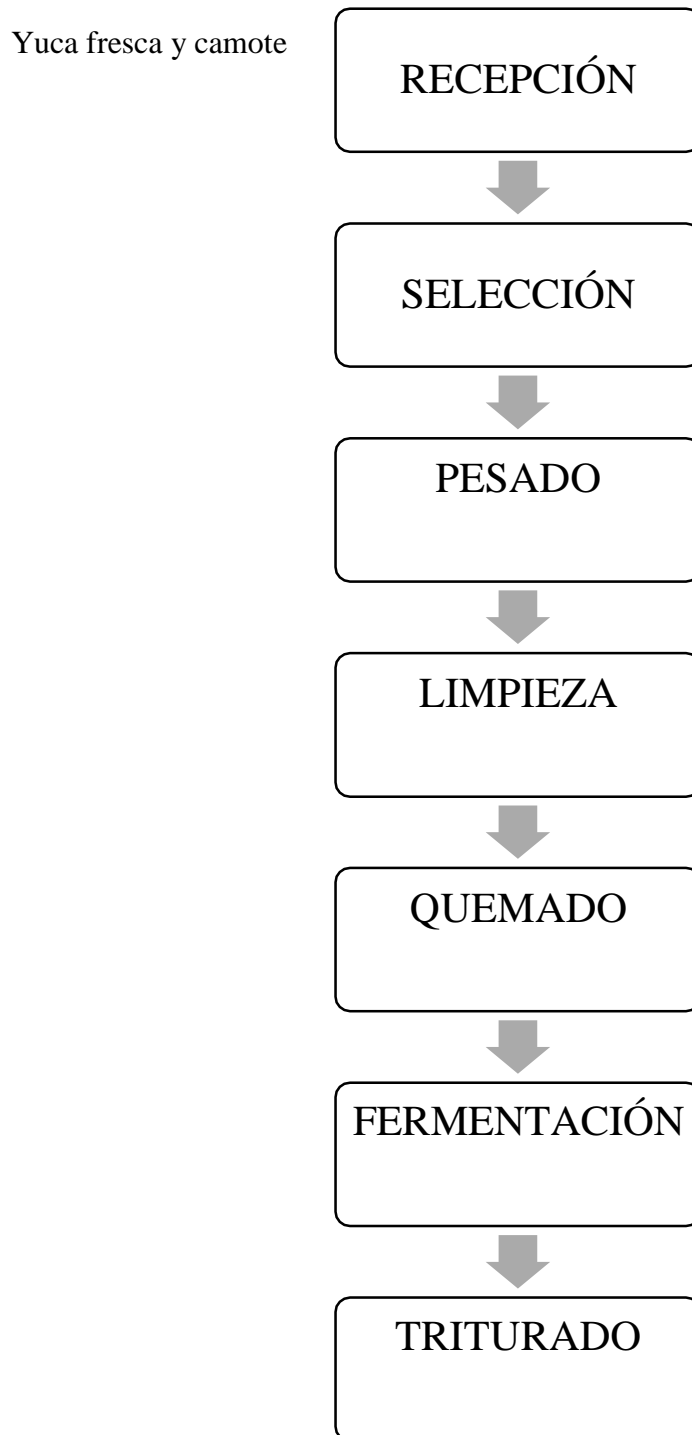 Yuca fresca y camote
RECEPCIÓN
SELECCIÓN
PESADO
LIMPIEZA
QUEMADO
FERMENTACIÓN
TRITURADO